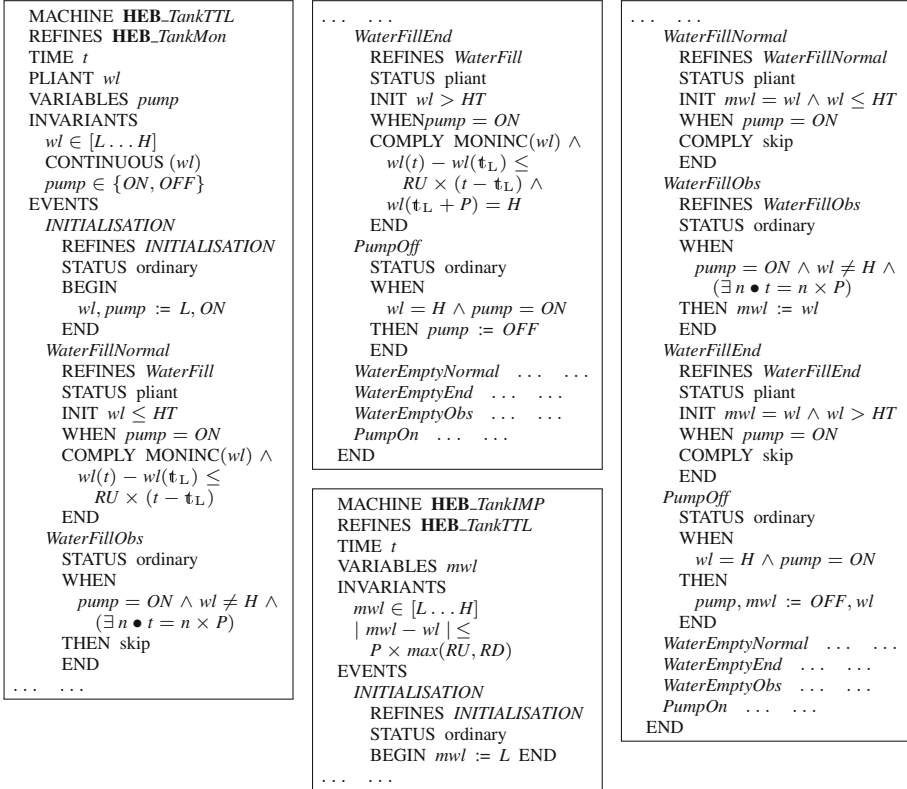 MACHINE HEB_TankTTL
REFINES HEB_TankMon
TIME t
PLIANT wl
VARIABLES pump
INVARIANTS
wl ∈ [L . . . H]
CONTINUOUS (wl)
pump ∈ {ON, OFF}
EVENTS
INITIALISATION
REFINES INITIALISATION
STATUS ordinary
BEGIN
wl, pump := L, ON
END
WaterFillNormal
REFINES WaterFill
STATUS pliant
INIT wl ≤ HT
WHEN pump = ON
COMPLY MONINC(wl) ∧
wl(t) − wl(𝕥L) ≤
RU × (t − 𝕥L)
END
WaterFillObs
STATUS ordinary
WHEN
pump = ON ∧ wl ≠ H ∧
(∃ n • t = n × P)
THEN skip
END
. . . . . .
. . . . . .
WaterFillEnd
REFINES WaterFill
STATUS pliant
INIT wl > HT
WHENpump = ON
COMPLY MONINC(wl) ∧
wl(t) − wl(𝕥L) ≤
RU × (t − 𝕥L) ∧
wl(𝕥L + P) = H
END
PumpOff
STATUS ordinary
WHEN
wl = H ∧ pump = ON
THEN pump := OFF
END
WaterEmptyNormal . . . . . .
WaterEmptyEnd . . . . . .
WaterEmptyObs . . . . . .
PumpOn . . . . . .
END
MACHINE HEB_TankIMP
REFINES HEB_TankTTL
TIME t
VARIABLES mwl
INVARIANTS
mwl ∈ [L . . . H]
| mwl − wl | ≤
P × max(RU, RD)
EVENTS
INITIALISATION
REFINES INITIALISATION
STATUS ordinary
BEGIN mwl := L END
. . . . . .
. . . . . .
WaterFillNormal
REFINES WaterFillNormal
STATUS pliant
INIT mwl = wl ∧ wl ≤ HT
WHEN pump = ON
COMPLY skip
END
WaterFillObs
REFINES WaterFillObs
STATUS ordinary
WHEN
pump = ON ∧ wl ≠ H ∧
(∃ n • t = n × P)
THEN mwl := wl
END
WaterFillEnd
REFINES WaterFillEnd
STATUS pliant
INIT mwl = wl ∧ wl > HT
WHEN pump = ON
COMPLY skip
END
PumpOff
STATUS ordinary
WHEN
wl = H ∧ pump = ON
THEN
pump, mwl := OFF, wl
END
WaterEmptyNormal . . . . . .
WaterEmptyEnd . . . . . .
WaterEmptyObs . . . . . .
PumpOn . . . . . .
END